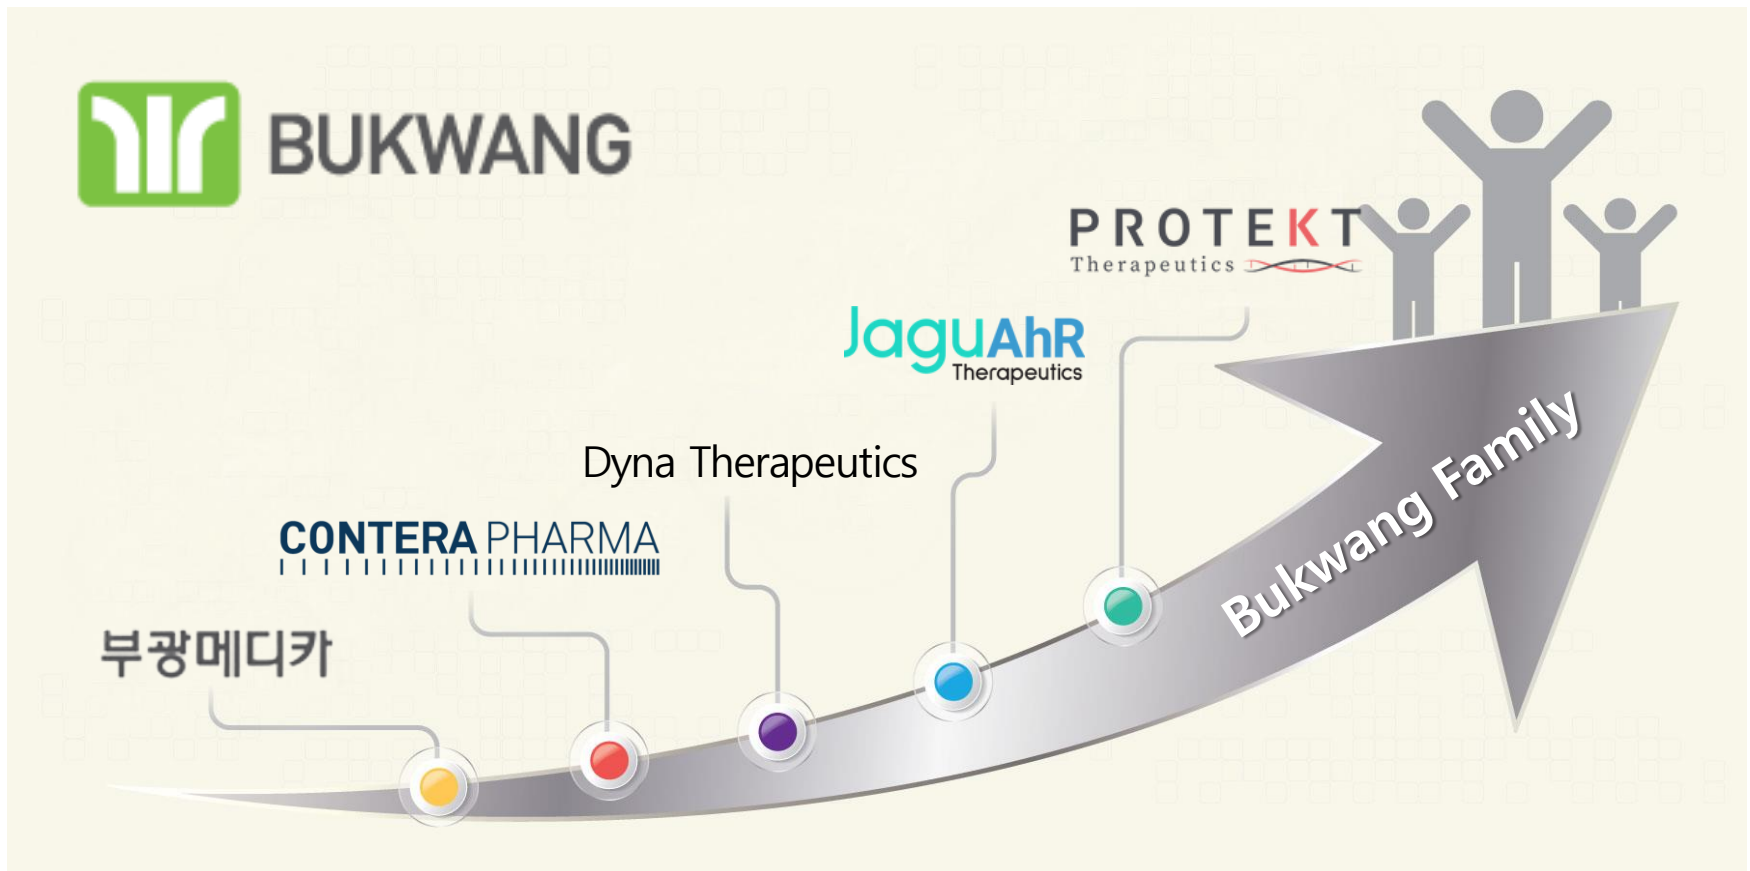 BUKWANG
PROTEKT
Therapeutics
JaguAhR
Therapeutics
Dyna Therapeutics
CONTERA PHARMA
부광메디카
Bukwang Family